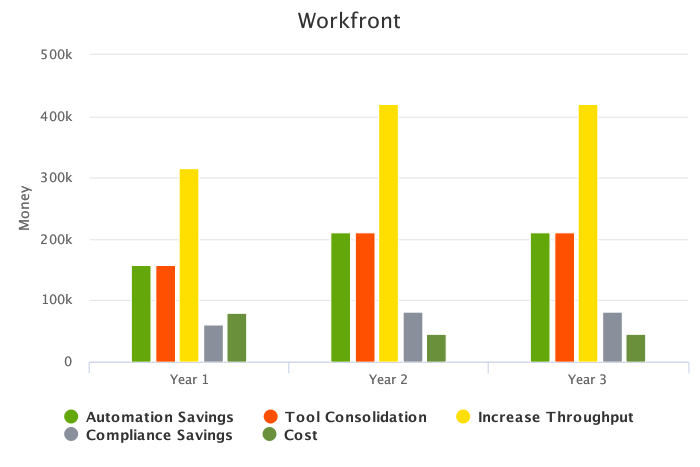 Workfront
500k
400k
300k
200k
100k
0
Money
Year 1 Year 2 Year 3
Automation Savings Tool Consolidation Increase Throughput
Compliance Savings Cost